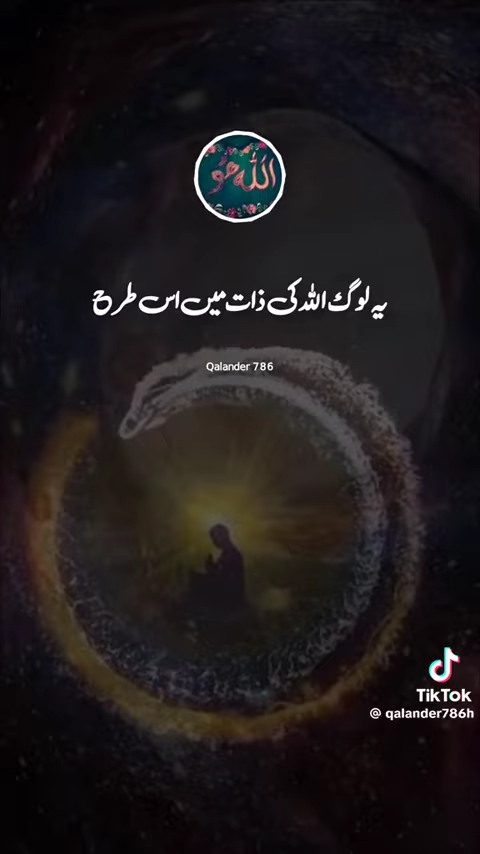 اللہ ھو
یہ لوگ اللہ کی ذات میں اس طرح
Qalander 786
TikTok
@ qalander786h